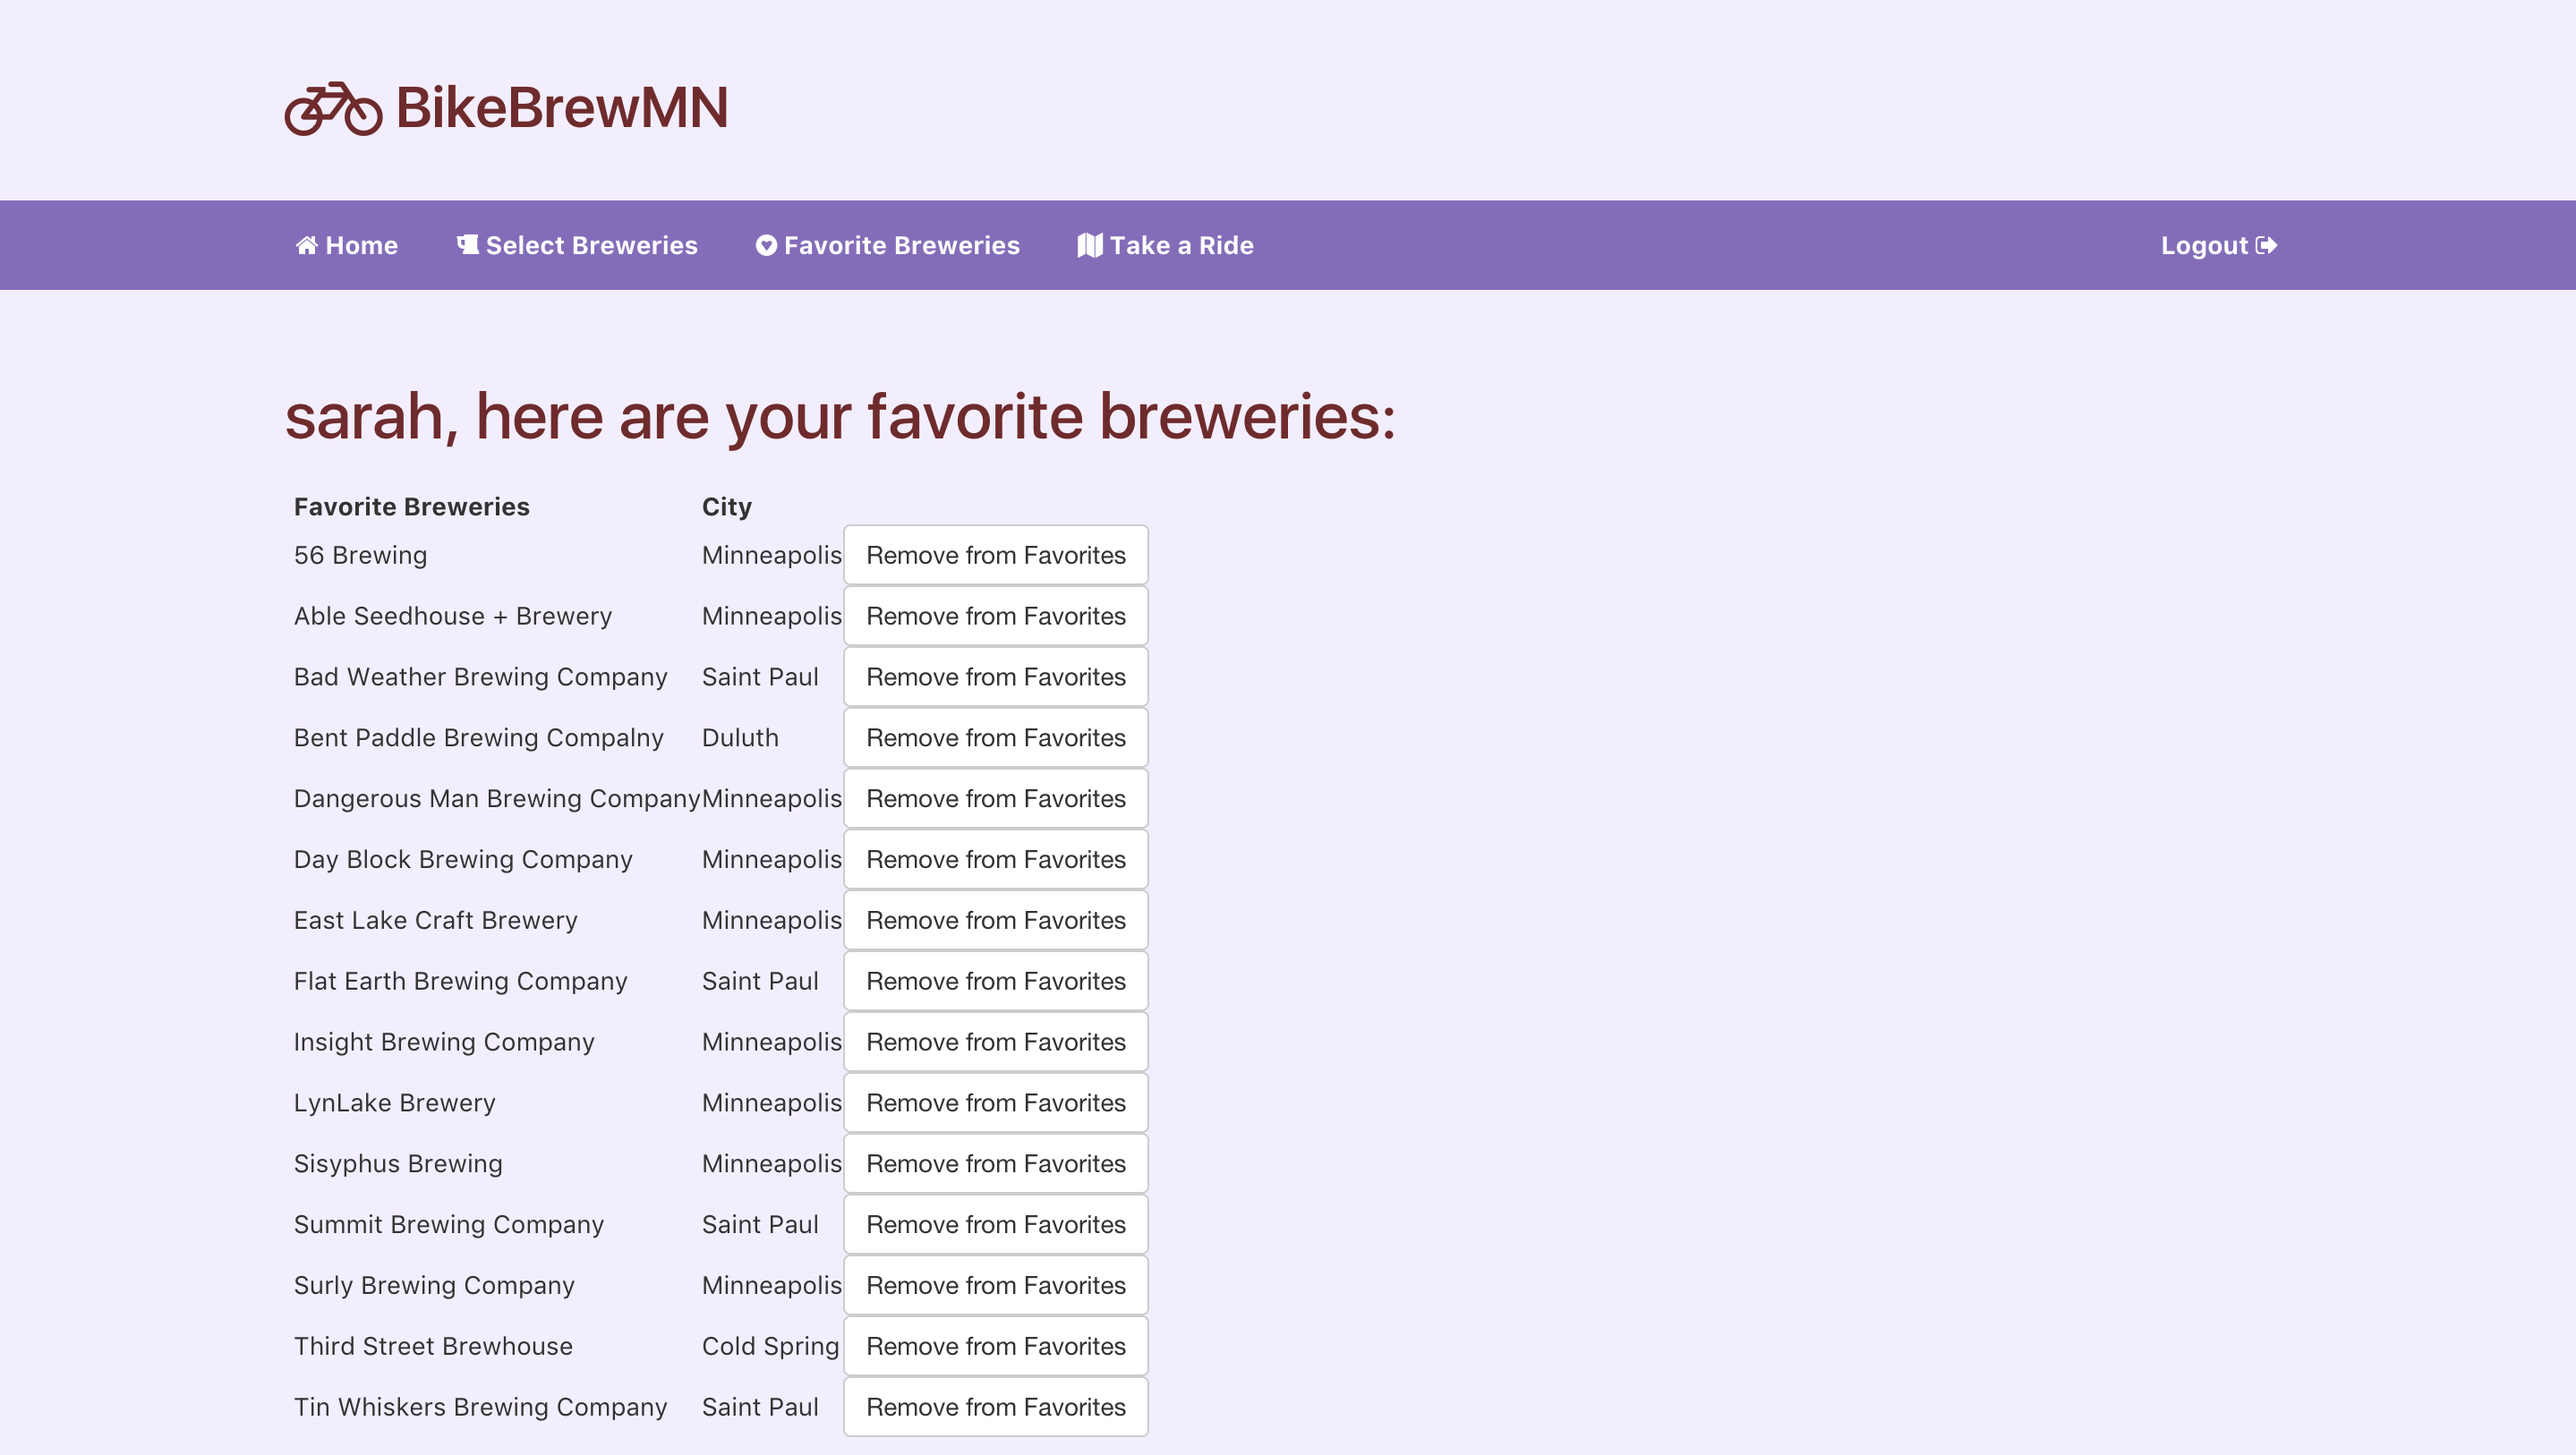 BikeBrewMN
Home Select Breweries Favorite Breweries Take a Ride Logout
sarah, here are your favorite breweries:
Favorite Breweries City
56 Brewing Minneapolis Remove from Favorites
Able Seedhouse + Brewery Minneapolis Remove from Favorites
Bad Weather Brewing Company Saint Paul Remove from Favorites
Bent Paddle Brewing Compalny Duluth Remove from Favorites
Dangerous Man Brewing Company Minneapolis Remove from Favorites
Day Block Brewing Company Minneapolis Remove from Favorites
East Lake Craft Brewery Minneapolis Remove from Favorites
Flat Earth Brewing Company Saint Paul Remove from Favorites
Insight Brewing Company Minneapolis Remove from Favorites
LynLake Brewery Minneapolis Remove from Favorites
Sisyphus Brewing Minneapolis Remove from Favorites
Summit Brewing Company Saint Paul Remove from Favorites
Surly Brewing Company Minneapolis Remove from Favorites
Third Street Brewhouse Cold Spring Remove from Favorites
Tin Whiskers Brewing Company Saint Paul Remove from Favorites